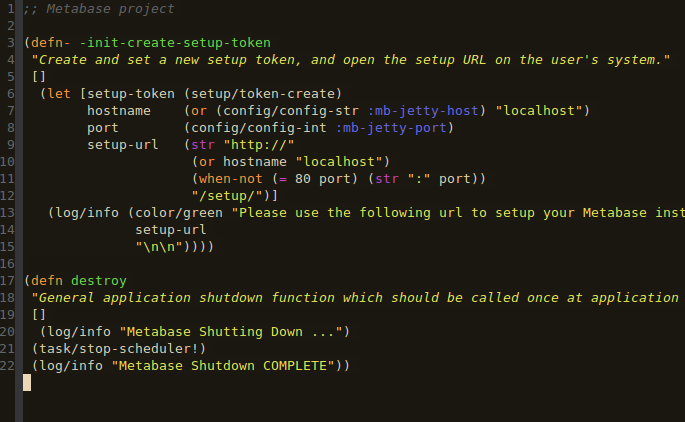 1 ;; Metabase project
2
3 (defn- -init-create-setup-token
4  "Create and set a new setup token, and open the setup URL on the user's system."
5  []
6   (let [setup-token (setup/token-create)
7         hostname    (or (config/config-str :mb-jetty-host) "localhost")
8         port        (config/config-int :mb-jetty-port)
9         setup-url   (str "http://"
10                      (or hostname "localhost")
11                      (when-not (= 80 port) (str ":" port))
12                      "/setup/")]
13    (log/info (color/green "Please use the following url to setup your Metabase inst
14               setup-url
15               "\n\n"))))
16
17 (defn destroy
18  "General application shutdown function which should be called once at application
19  []
20   (log/info "Metabase Shutting Down ...")
21  (task/stop-scheduler!)
22  (log/info "Metabase Shutdown COMPLETE"))